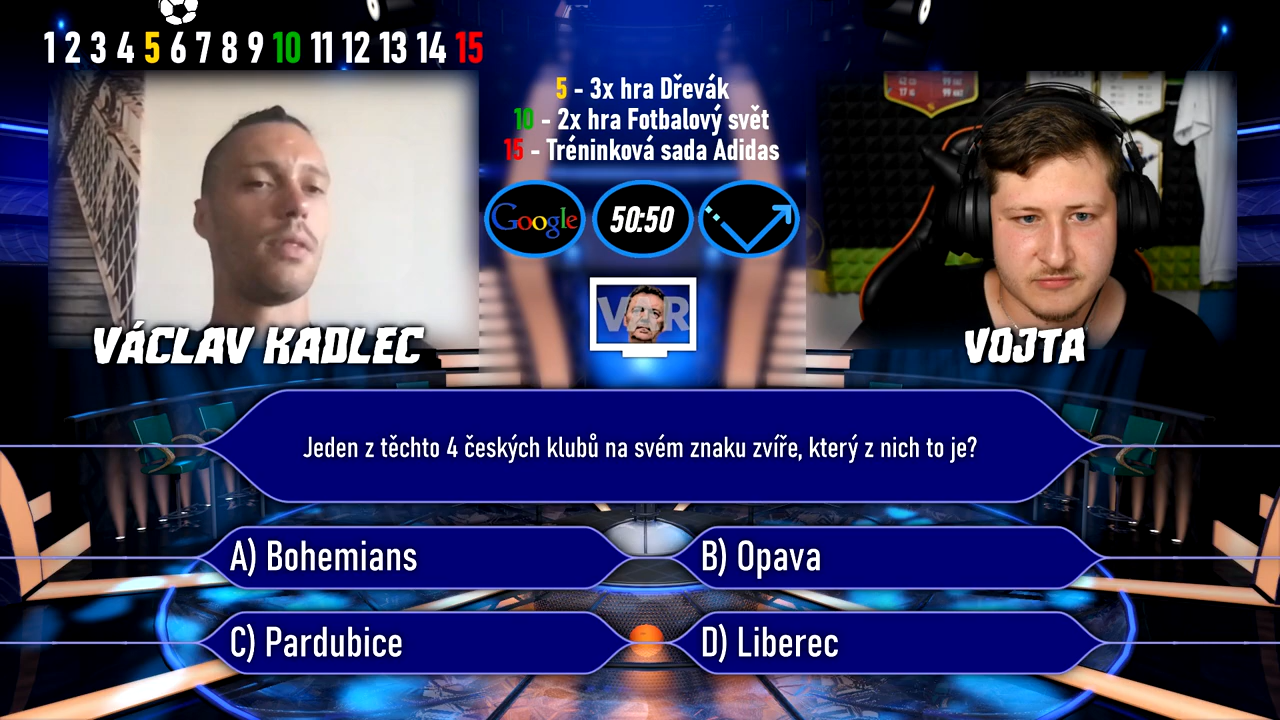 1 2 3 4 5 6 7 8 9 10 11 12 13 14 15
5 - 3x hra Dřevák
10 - 2x hra Fotbalový svět
15 - Tréninková sada Adidas
Google
50:50
VAR
VÁCLAV KADLEC
VOJTA
Jeden z těchto 4 českých klubů na svém znaku zvíře, který z nich to je?
A) Bohemians
B) Opava
C) Pardubice
D) Liberec